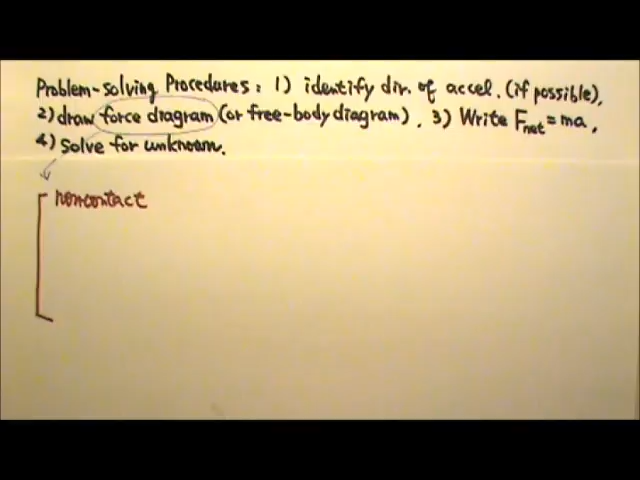 Problem-solving Procedures: 1) identify dir. of accel. (if possible),
2) draw force diagram (or free-body diagram), 3) Write Fnet = ma,
4) Solve for unknown.
noncontact